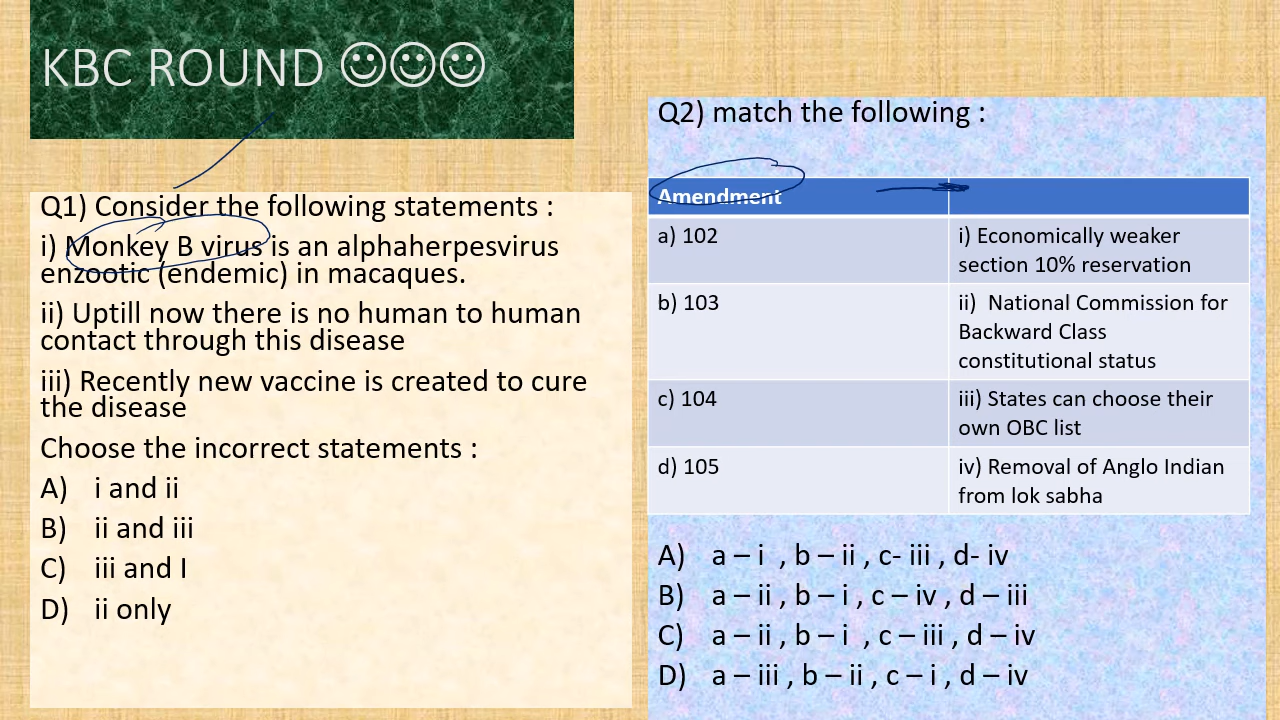 KBC ROUND ☺☺☺
Q1) Consider the following statements :
i) Monkey B virus is an alphaherpesvirus
enzootic (endemic) in macaques.
ii) Uptill now there is no human to human
contact through this disease
iii) Recently new vaccine is created to cure
the disease
Choose the incorrect statements :
A) i and ii
B) ii and iii
C) iii and I
D) ii only
Q2) match the following :
Amendment
a) 102
i) Economically weaker
section 10% reservation
b) 103
ii) National Commission for
Backward Class
constitutional status
c) 104
iii) States can choose their
own OBC list
d) 105
iv) Removal of Anglo Indian
from lok sabha
A) a – i , b – ii , c- iii , d- iv
B) a – ii , b – i , c – iv , d – iii
C) a – ii , b – i , c – iii , d – iv
D) a – iii , b – ii , c – i , d – iv